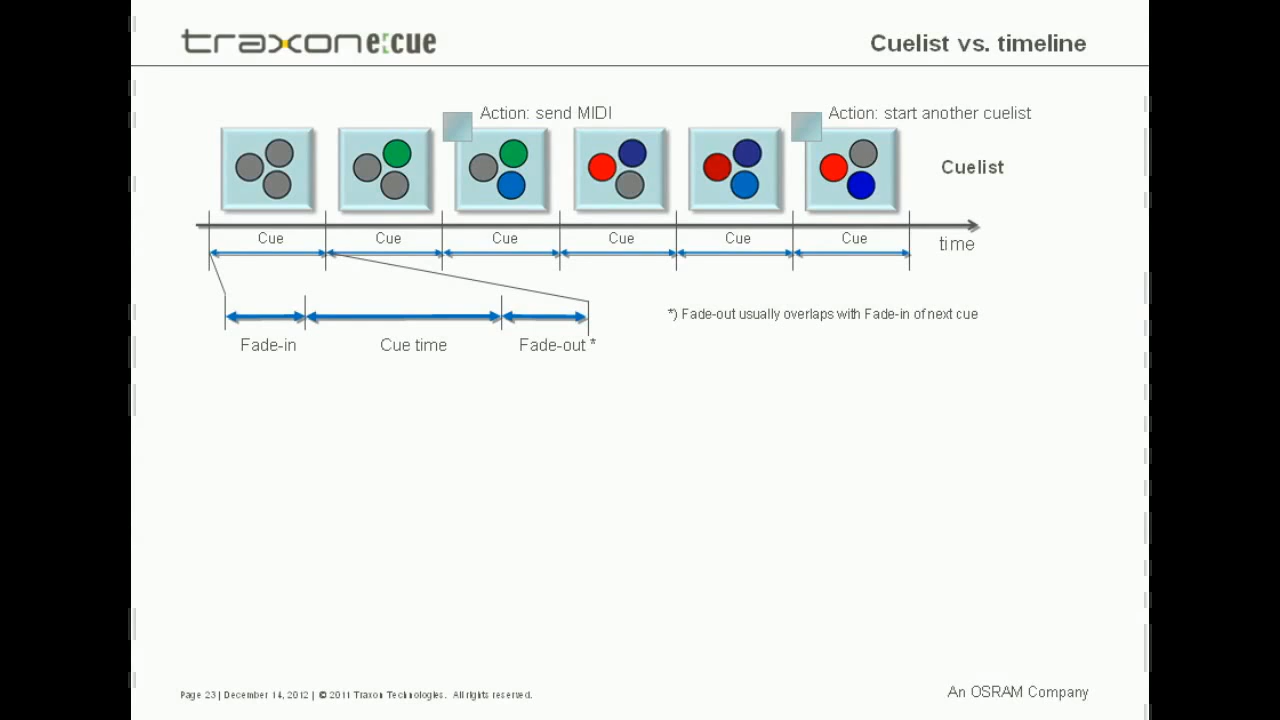 traxon e:cue
Cuelist vs. timeline
Action: send MIDI
Action: start another cuelist
Cuelist
Cue Cue Cue Cue Cue Cue
time
*) Fade-out usually overlaps with Fade-in of next cue
Fade-in Cue time Fade-out *
Page 23 | December 14, 2012 | © 2011 Traxon Technologies. All rights reserved.
An OSRAM Company